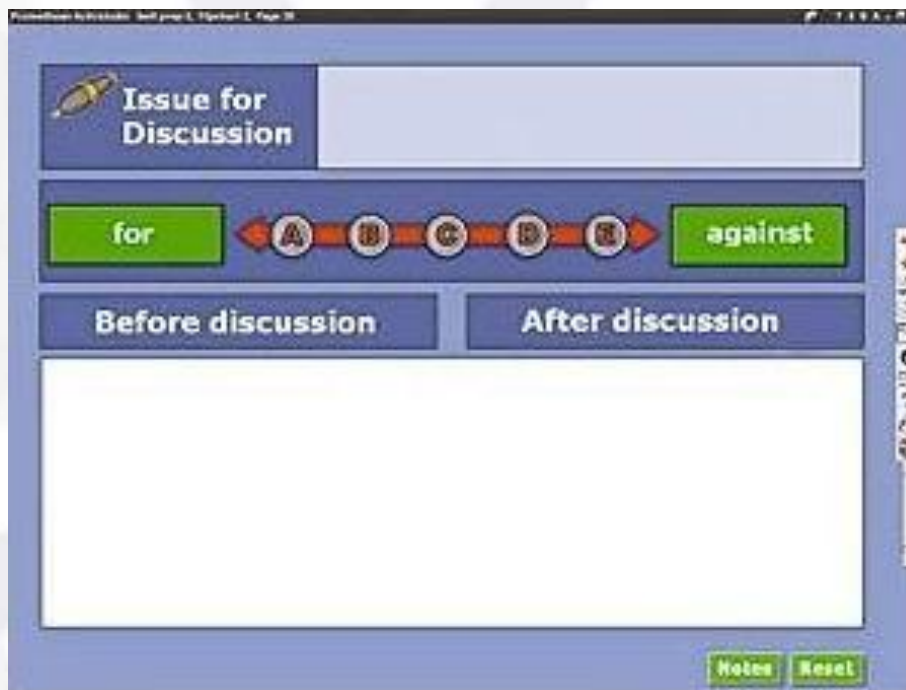 Issue for
Discussion
for
A B C D E
against
Before discussion
After discussion
Notes Reset